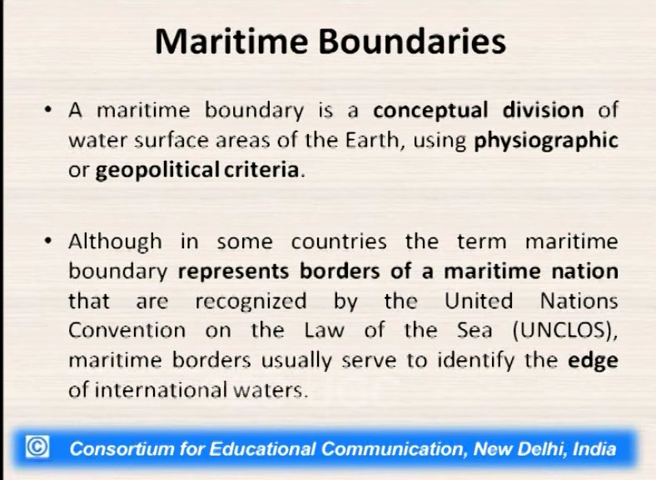 Maritime Boundaries
• A maritime boundary is a conceptual division of
water surface areas of the Earth, using physiographic
or geopolitical criteria.
• Although in some countries the term maritime
boundary represents borders of a maritime nation
that are recognized by the United Nations
Convention on the Law of the Sea (UNCLOS),
maritime borders usually serve to identify the edge
of international waters.
© Consortium for Educational Communication, New Delhi, India